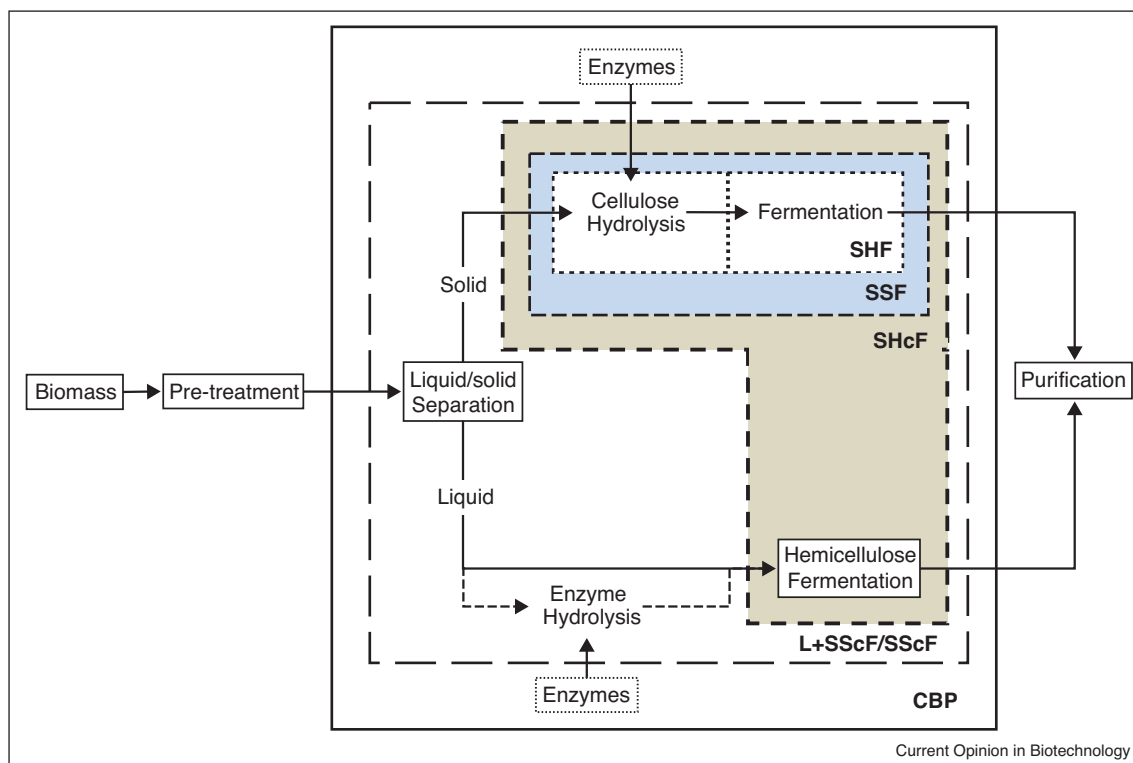 Enzymes
Cellulose
Hydrolysis
Fermentation
SHF
SSF
Solid
SHcF
Biomass
Pre-treatment
Liquid/solid
Separation
Purification
Liquid
Hemicellulose
Fermentation
Enzyme
Hydrolysis
L+SScF/SScF
Enzymes
CBP
Current Opinion in Biotechnology